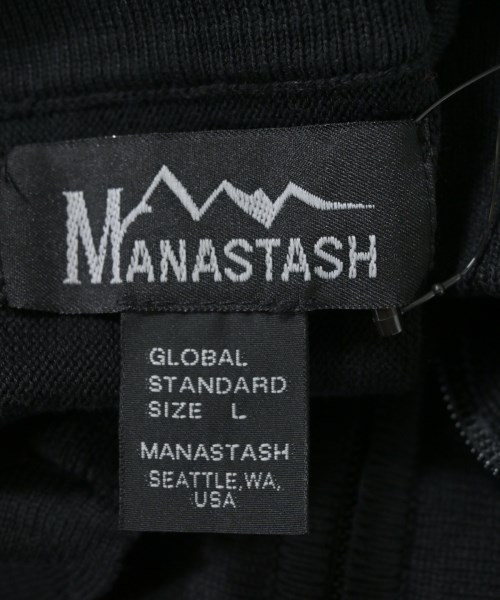 MANASTASH
GLOBAL
STANDARD
SIZE L
MANASTASH
SEATTLE,WA,
USA